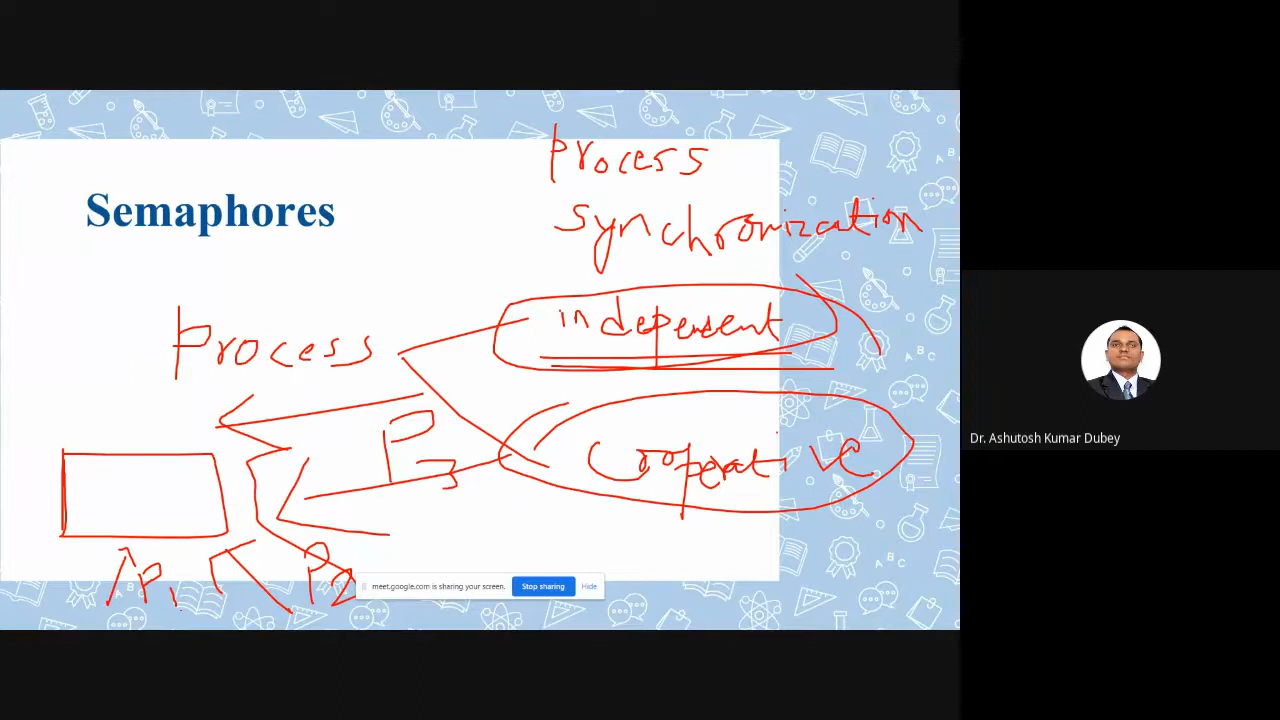 Process
Semaphores
Synchronization
independent
Process
P3
Cooperative
P1
P2
meet.google.com is sharing your screen.
Stop sharing
Hide
Dr. Ashutosh Kumar Dubey